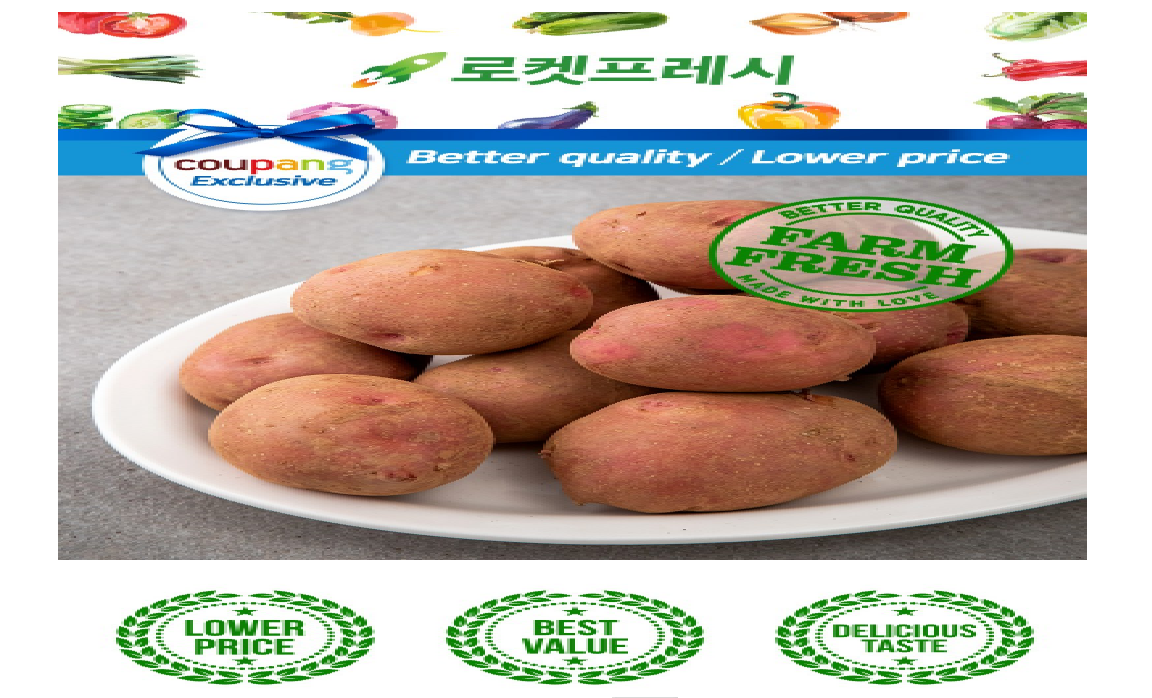 로켓프레시
coupang
Exclusive
Better quality / Lower price
BETTER QUALITY
FARM
FRESH
MADE WITH LOVE
LOWER
PRICE
BEST
VALUE
DELICIOUS
TASTE